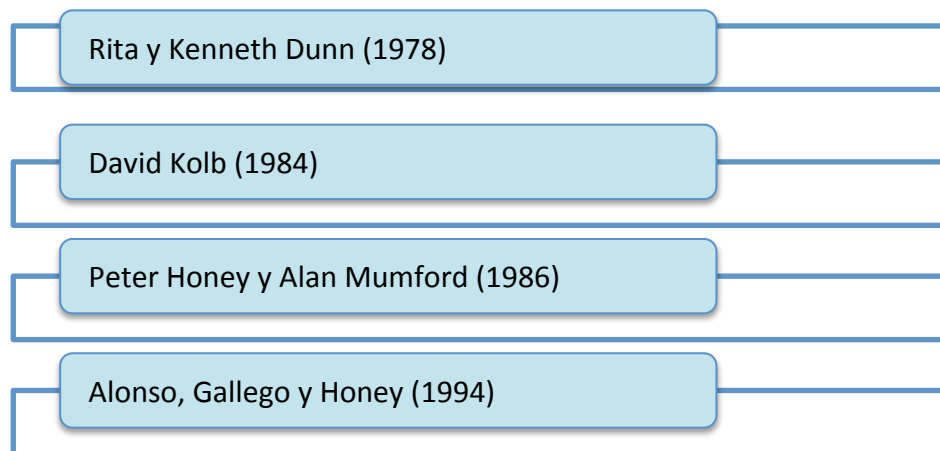 Rita y Kenneth Dunn (1978)
David Kolb (1984)
Peter Honey y Alan Mumford (1986)
Alonso, Gallego y Honey (1994)